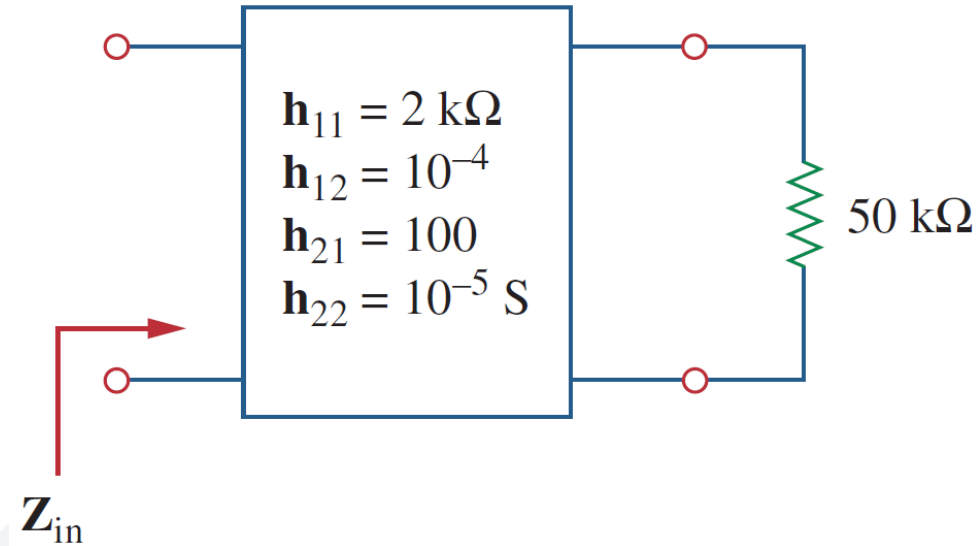 h₁₁ = 2 kΩ
h₁₂ = 10⁻⁴
h₂₁ = 100
h₂₂ = 10⁻⁵ S
50 kΩ
Zᵢₙ